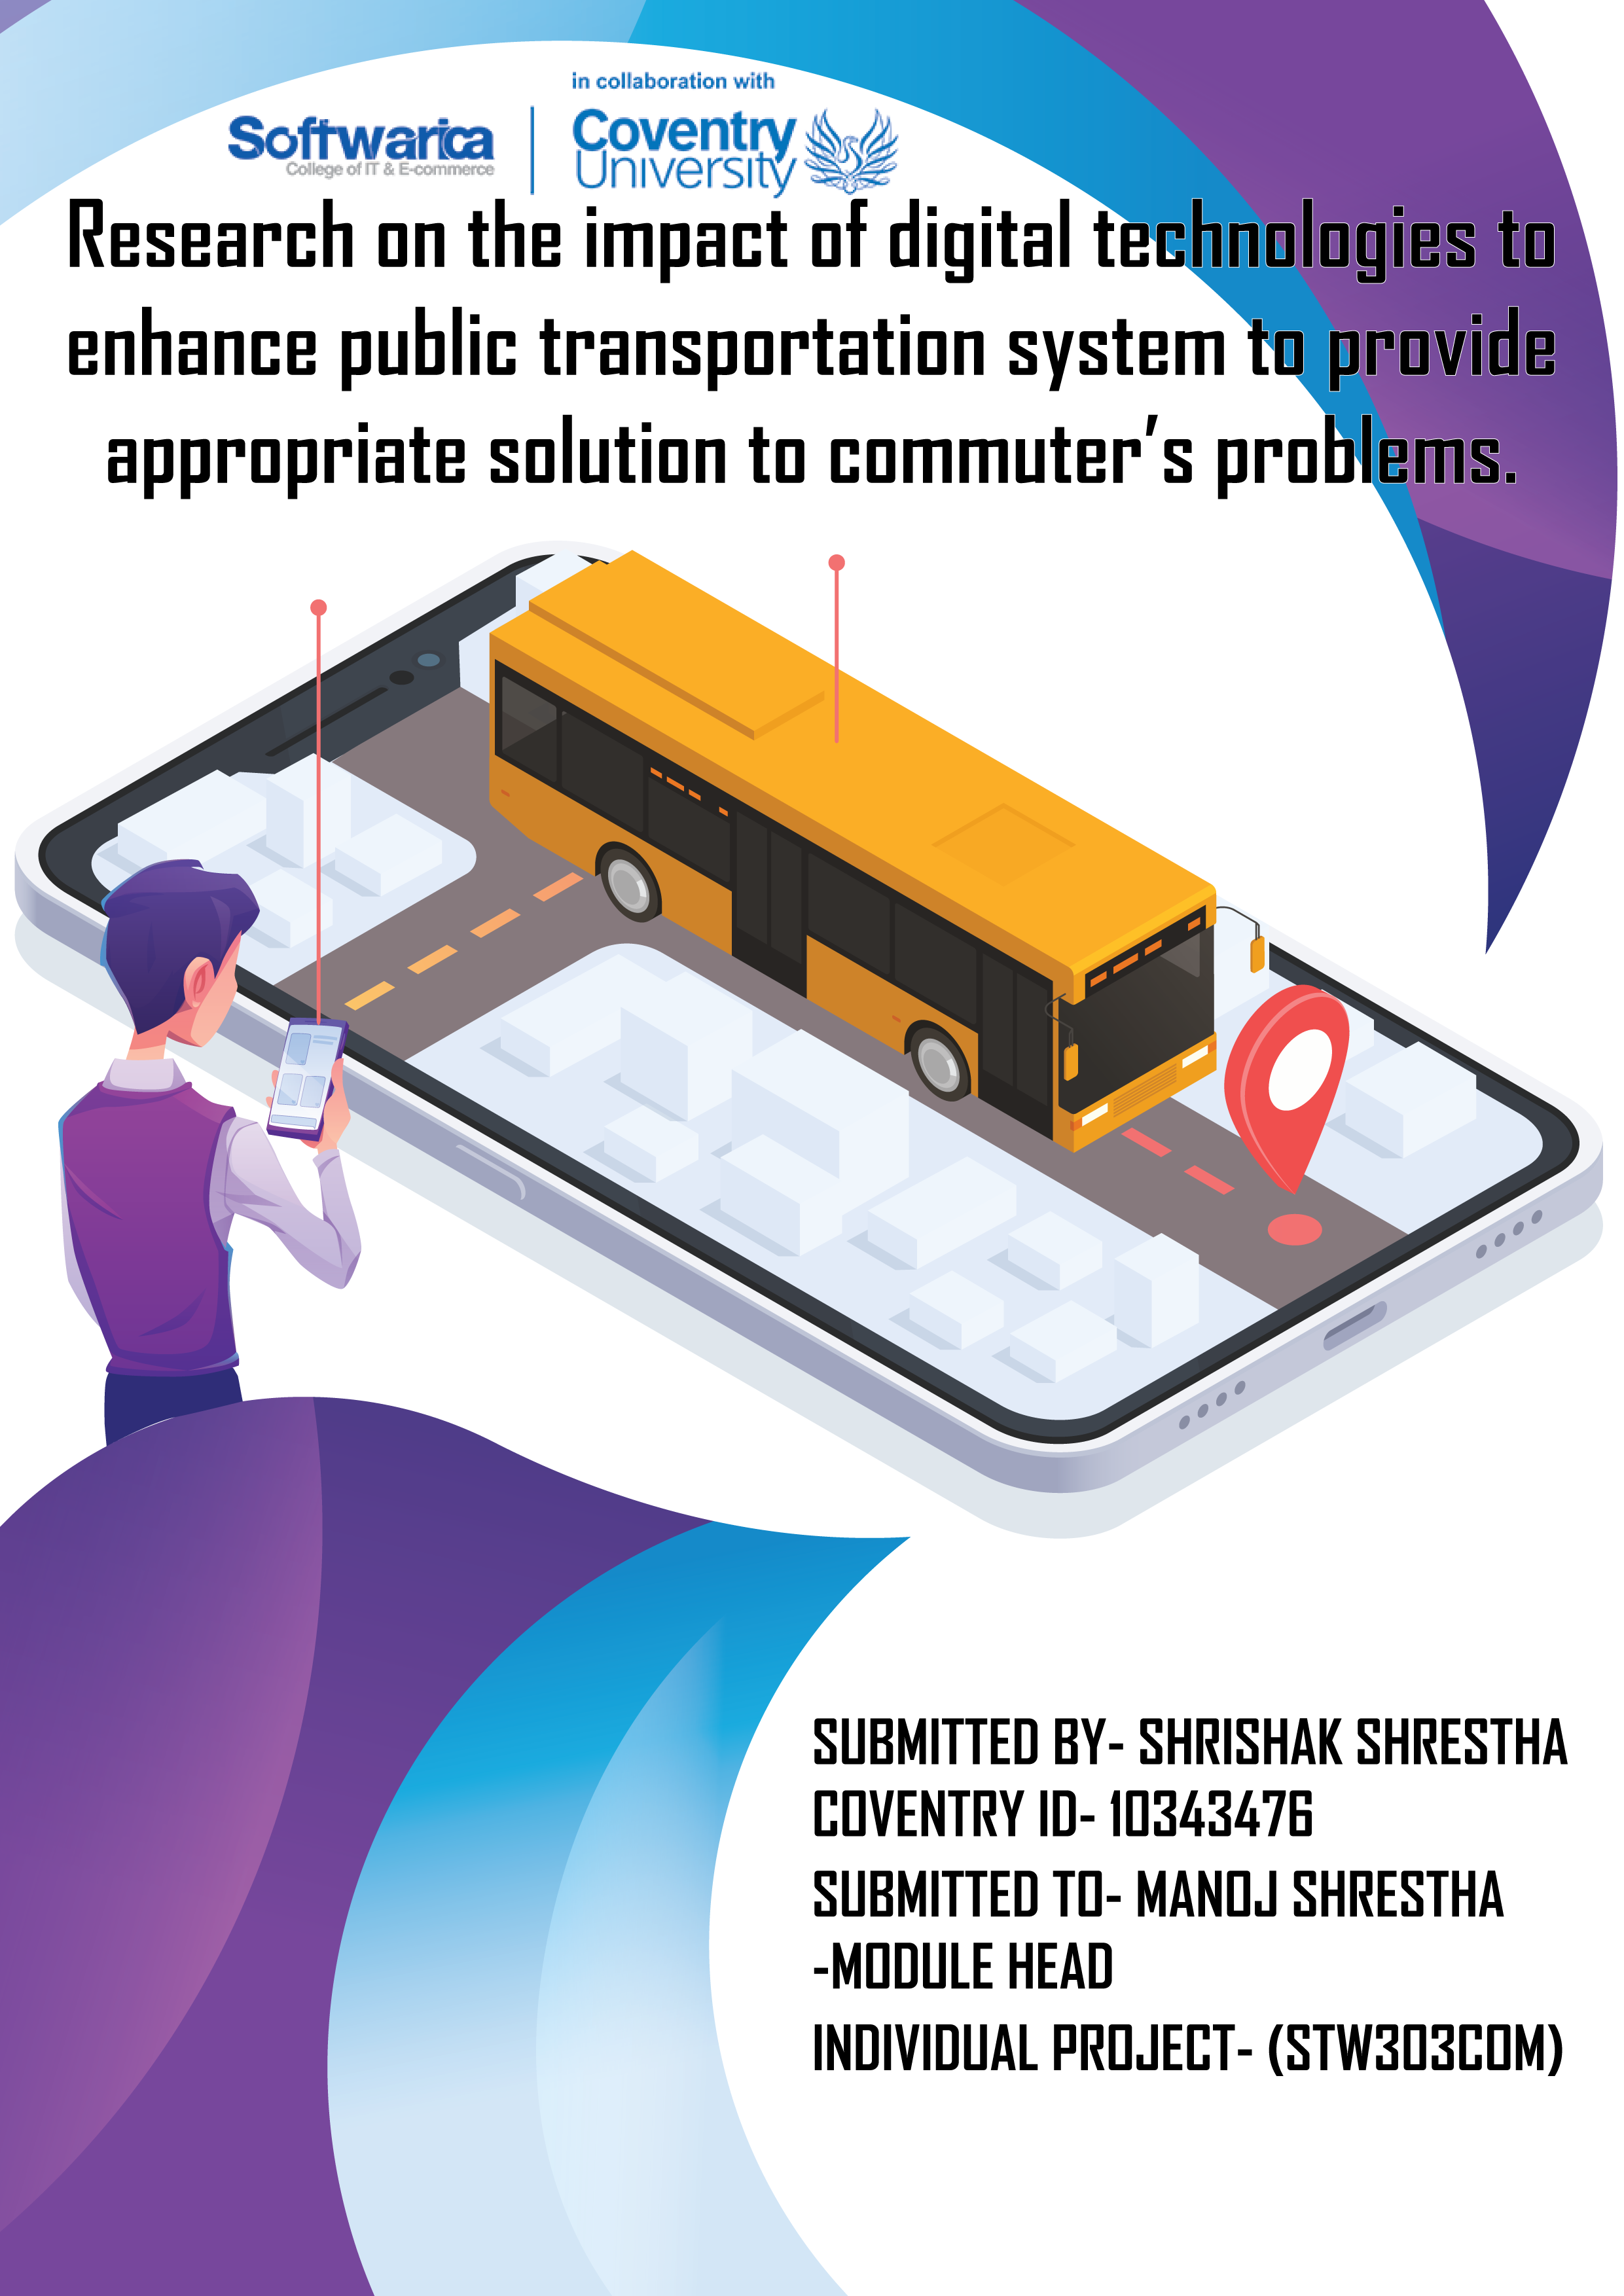 in collaboration with
Softwarica
College of IT & E-commerce
Coventry
University
Research on the impact of digital technologies to
enhance public transportation system to provide
appropriate solution to commuter's problems.
SUBMITTED BY- SHRISHAK SHRESTHA
COVENTRY ID- 10343476
SUBMITTED TO- MANOJ SHRESTHA
-MODULE HEAD
INDIVIDUAL PROJECT- (STW303COM)